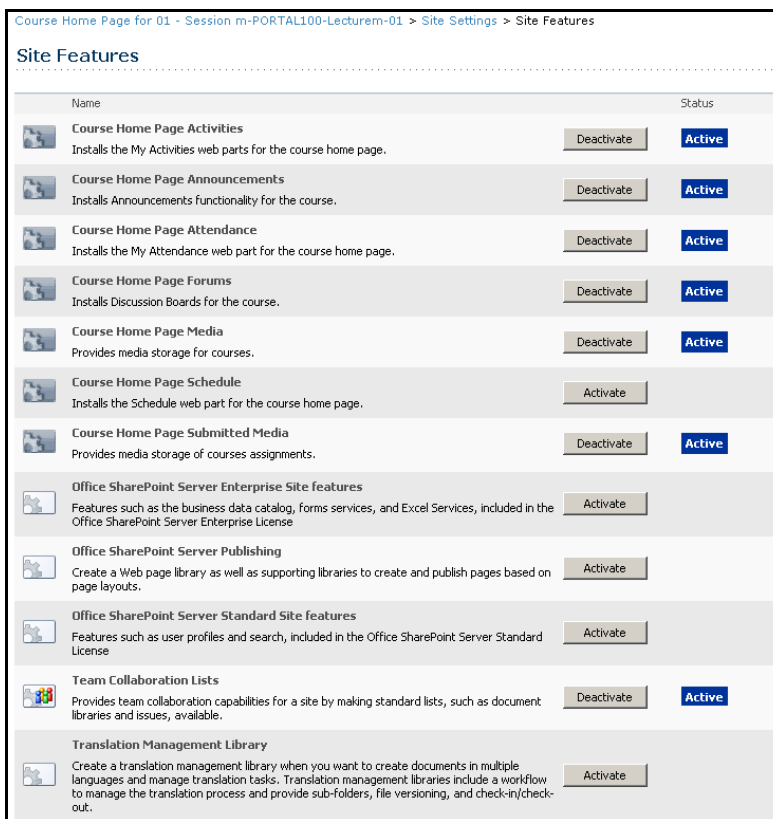 Course Home Page for 01 - Session m-PORTAL100-Lecturem-01 > Site Settings > Site Features
Site Features
Name Status
Course Home Page Activities
Installs the My Activities web parts for the course home page.
Deactivate Active
Course Home Page Announcements
Installs Announcements functionality for the course.
Deactivate Active
Course Home Page Attendance
Installs the My Attendance web part for the course home page.
Deactivate Active
Course Home Page Forums
Installs Discussion Boards for the course.
Deactivate Active
Course Home Page Media
Provides media storage for courses.
Deactivate Active
Course Home Page Schedule
Installs the Schedule web part for the course home page.
Activate
Course Home Page Submitted Media
Provides media storage of courses assignments.
Deactivate Active
Office SharePoint Server Enterprise Site features
Features such as the business data catalog, forms services, and Excel Services, included in the
Office SharePoint Server Enterprise License
Activate
Office SharePoint Server Publishing
Create a Web page library as well as supporting libraries to create and publish pages based on
page layouts.
Activate
Office SharePoint Server Standard Site features
Features such as user profiles and search, included in the Office SharePoint Server Standard
License
Activate
Team Collaboration Lists
Provides team collaboration capabilities for a site by making standard lists, such as document
libraries and issues, available.
Deactivate Active
Translation Management Library
Create a translation management library when you want to create documents in multiple
languages and manage translation tasks. Translation management libraries include a workflow
to manage the translation process and provide sub-folders, file versioning, and check-in/check-
out.
Activate